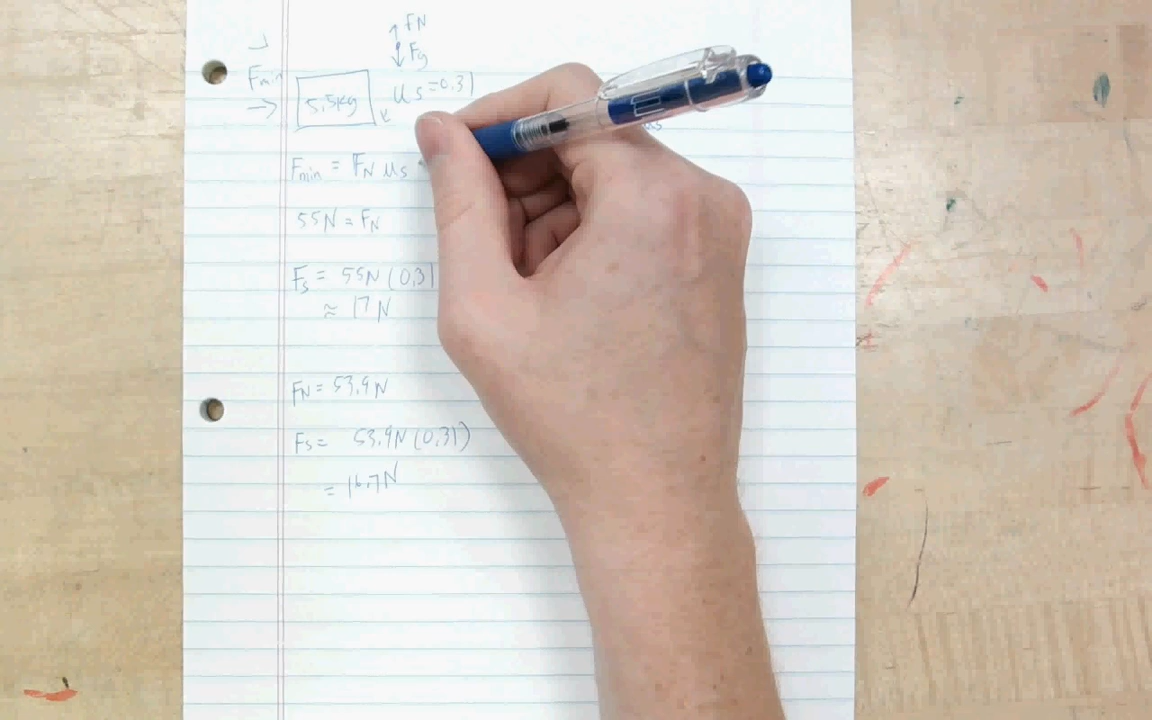 FN
Fg
Fmin
5.5kg
us=0.31
Fmin = FN us
55N = FN
Fs = 55N (0.31
≈ 17N
FN = 53.9N
Fs = 53.9N (0.31)
= 16.7N